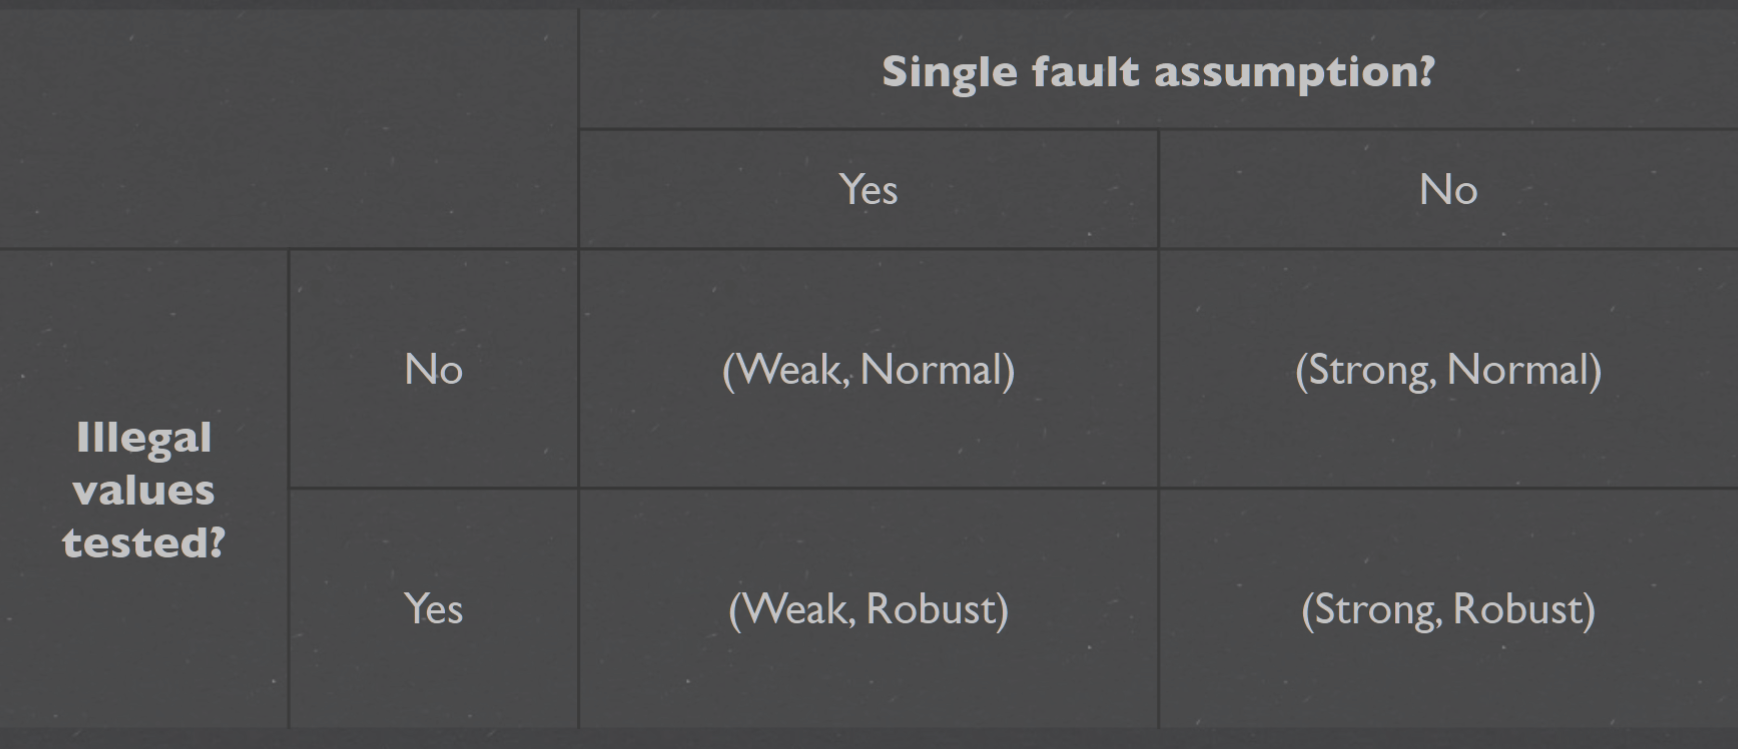 Single fault assumption?
Yes
No
Illegal
values
tested?
No
(Weak, Normal)
(Strong, Normal)
Yes
(Weak, Robust)
(Strong, Robust)